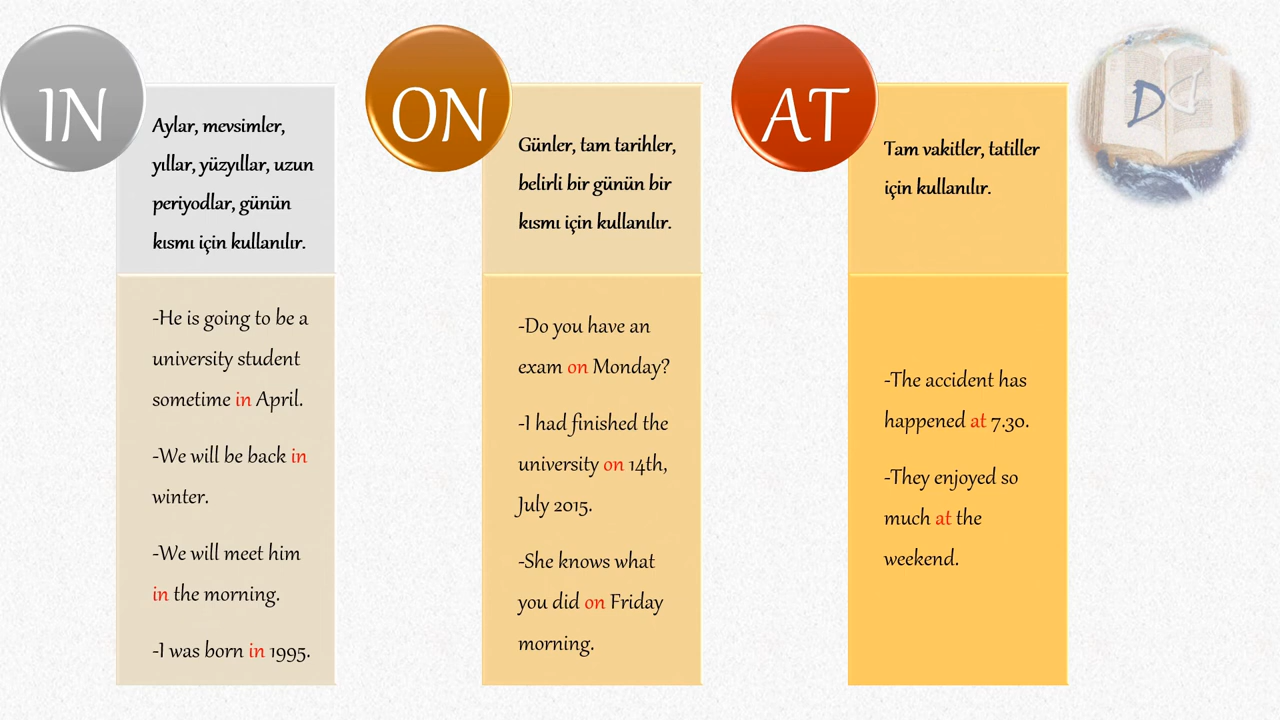 IN
Aylar, mevsimler,
yıllar, yüzyıllar, uzun
periyodlar, günün
kısmı için kullanılır.
-He is going to be a
university student
sometime in April.
-We will be back in
winter.
-We will meet him
in the morning.
-I was born in 1995.
ON
Günler, tam tarihler,
belirli bir günün bir
kısmı için kullanılır.
-Do you have an
exam on Monday?
-I had finished the
university on 14th,
July 2015.
-She knows what
you did on Friday
morning.
AT
Tam vakitler, tatiller
için kullanılır.
-The accident has
happened at 7.30.
-They enjoyed so
much at the
weekend.